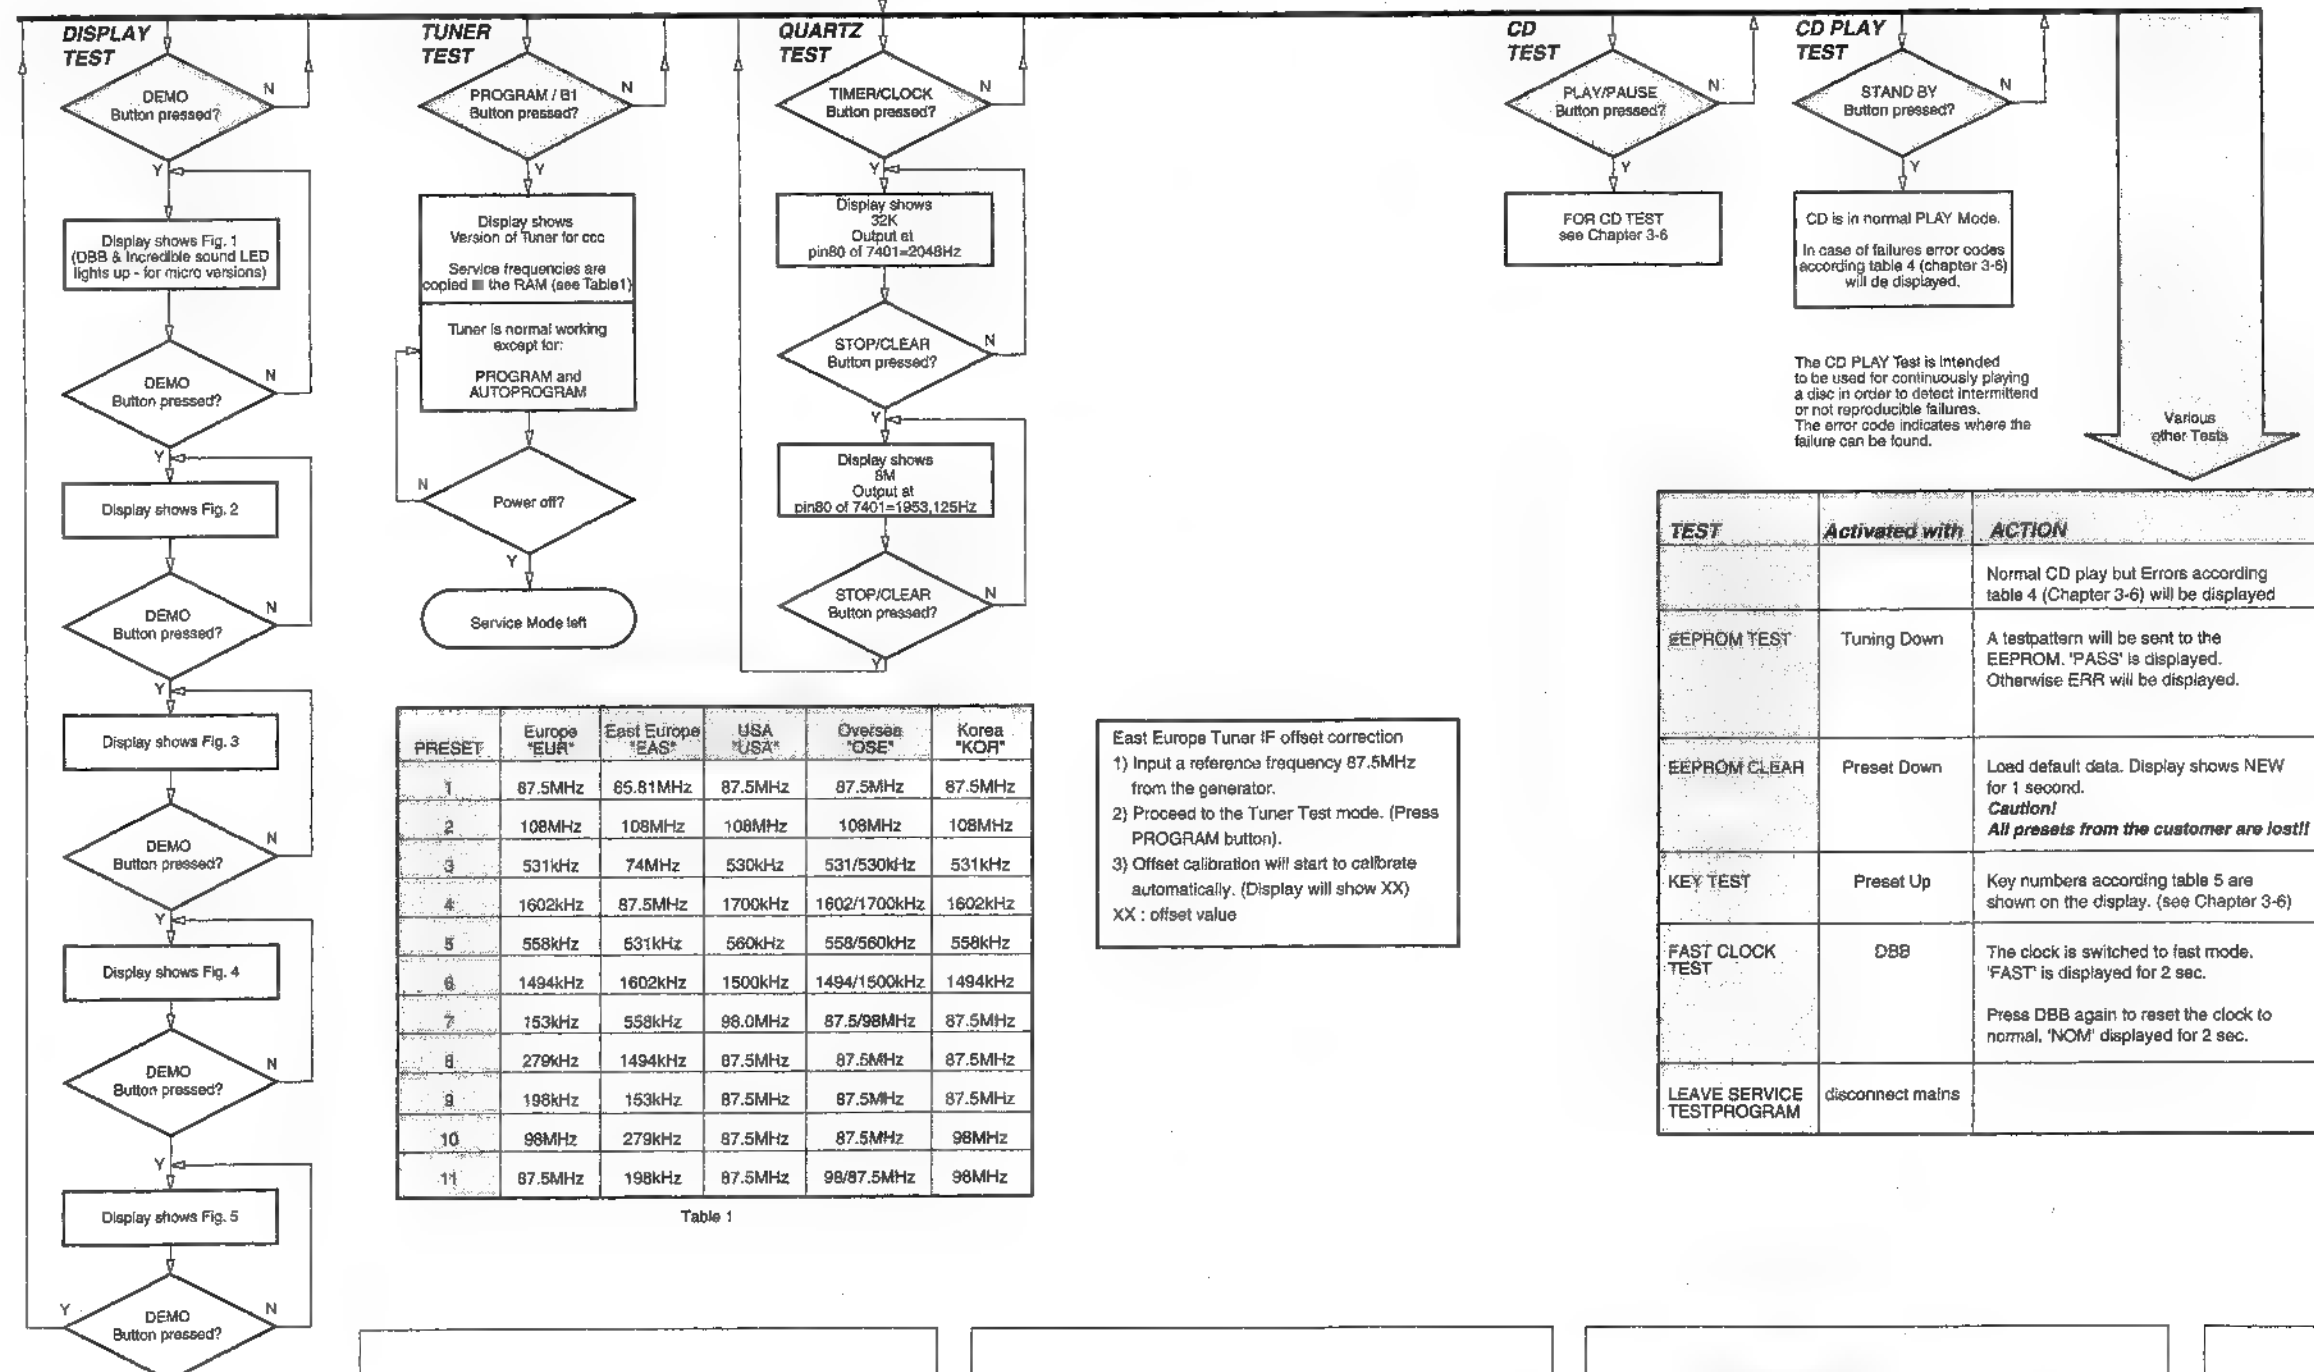 DISPLAY
TEST
DEMO
Button pressed?
N
Y
Display shows Fig. 1
(DBB & Incredible sound LED
lights up - for micro versions)
DEMO
Button pressed?
N
Y
Display shows Fig. 2
DEMO
Button pressed?
N
Y
Display shows Fig. 3
DEMO
Button pressed?
N
Y
Display shows Fig. 4
DEMO
Button pressed?
N
Y
Display shows Fig. 5
DEMO
Button pressed?
Y
N
TUNER
TEST
PROGRAM / B1
Button pressed?
N
Y
Display shows
Version of Tuner for ccc
Service frequencies are
copied the RAM (see Table1)
Tuner is normal working
except for:
PROGRAM and
AUTOPROGRAM
N
Power off?
Y
Service Mode left
QUARTZ
TEST
TIMER/CLOCK
Button pressed?
N
Y
Display shows
32K
Output at
pin80 of 7401=2048Hz
STOP/CLEAR
Button pressed?
N
Y
Display shows
8M
Output at
pin80 of 7401=1953,125Hz
STOP/CLEAR
Button pressed?
N
Y
CD
TEST
PLAY/PAUSE
Button pressed?
N
Y
FOR CD TEST
see Chapter 3-6
CD PLAY
TEST
STAND BY
Button pressed?
N
Y
CD is in normal PLAY Mode.
In case of failures error codes
according table 4 (chapter 3-6)
will de displayed.
The CD PLAY Test is intended
to be used for continuously playing
a disc in order to detect intermittend
or not reproducible failures.
The error code indicates where the
failure can be found.
Various
other Tests
PRESET Europe "EUR" East Europe "EAS" USA "USA" Oversea "OSE" Korea "KOR"
1 87.5MHz 65.81MHz 87.5MHz 87.5MHz 87.5MHz
2 108MHz 108MHz 108MHz 108MHz 108MHz
3 531kHz 74MHz 530kHz 531/530kHz 531kHz
4 1602kHz 87.5MHz 1700kHz 1602/1700kHz 1602kHz
5 558kHz 531kHz 560kHz 558/560kHz 558kHz
6 1494kHz 1602kHz 1500kHz 1494/1500kHz 1494kHz
7 153kHz 558kHz 98.0MHz 87.5/98MHz 87.5MHz
8 279kHz 1494kHz 87.5MHz 87.5MHz 87.5MHz
9 198kHz 153kHz 87.5MHz 87.5MHz 87.5MHz
10 98MHz 279kHz 87.5MHz 87.5MHz 98MHz
11 87.5MHz 198kHz 87.5MHz 98/87.5MHz 98MHz
Table 1
East Europe Tuner IF offset correction
1) Input a reference frequency 87.5MHz
from the generator.
2) Proceed to the Tuner Test mode. (Press
PROGRAM button).
3) Offset calibration will start to calibrate
automatically. (Display will show XX)
XX : offset value
TEST Activated with ACTION
Normal CD play but Errors according
table 4 (Chapter 3-6) will be displayed
EEPROM TEST Tuning Down A testpattern will be sent to the
EEPROM. 'PASS' is displayed.
Otherwise ERR will be displayed.
EEPROM CLEAR Preset Down Load default data. Display shows NEW
for 1 second.
Caution!
All presets from the customer are lost!!
KEY TEST Preset Up Key numbers according table 5 are
shown on the display. (see Chapter 3-6)
FAST CLOCK DBB The clock is switched to fast mode.
TEST 'FAST' is displayed for 2 sec.
Press DBB again to reset the clock to
normal, 'NOM' displayed for 2 sec.
LEAVE SERVICE disconnect mains
TESTPROGRAM